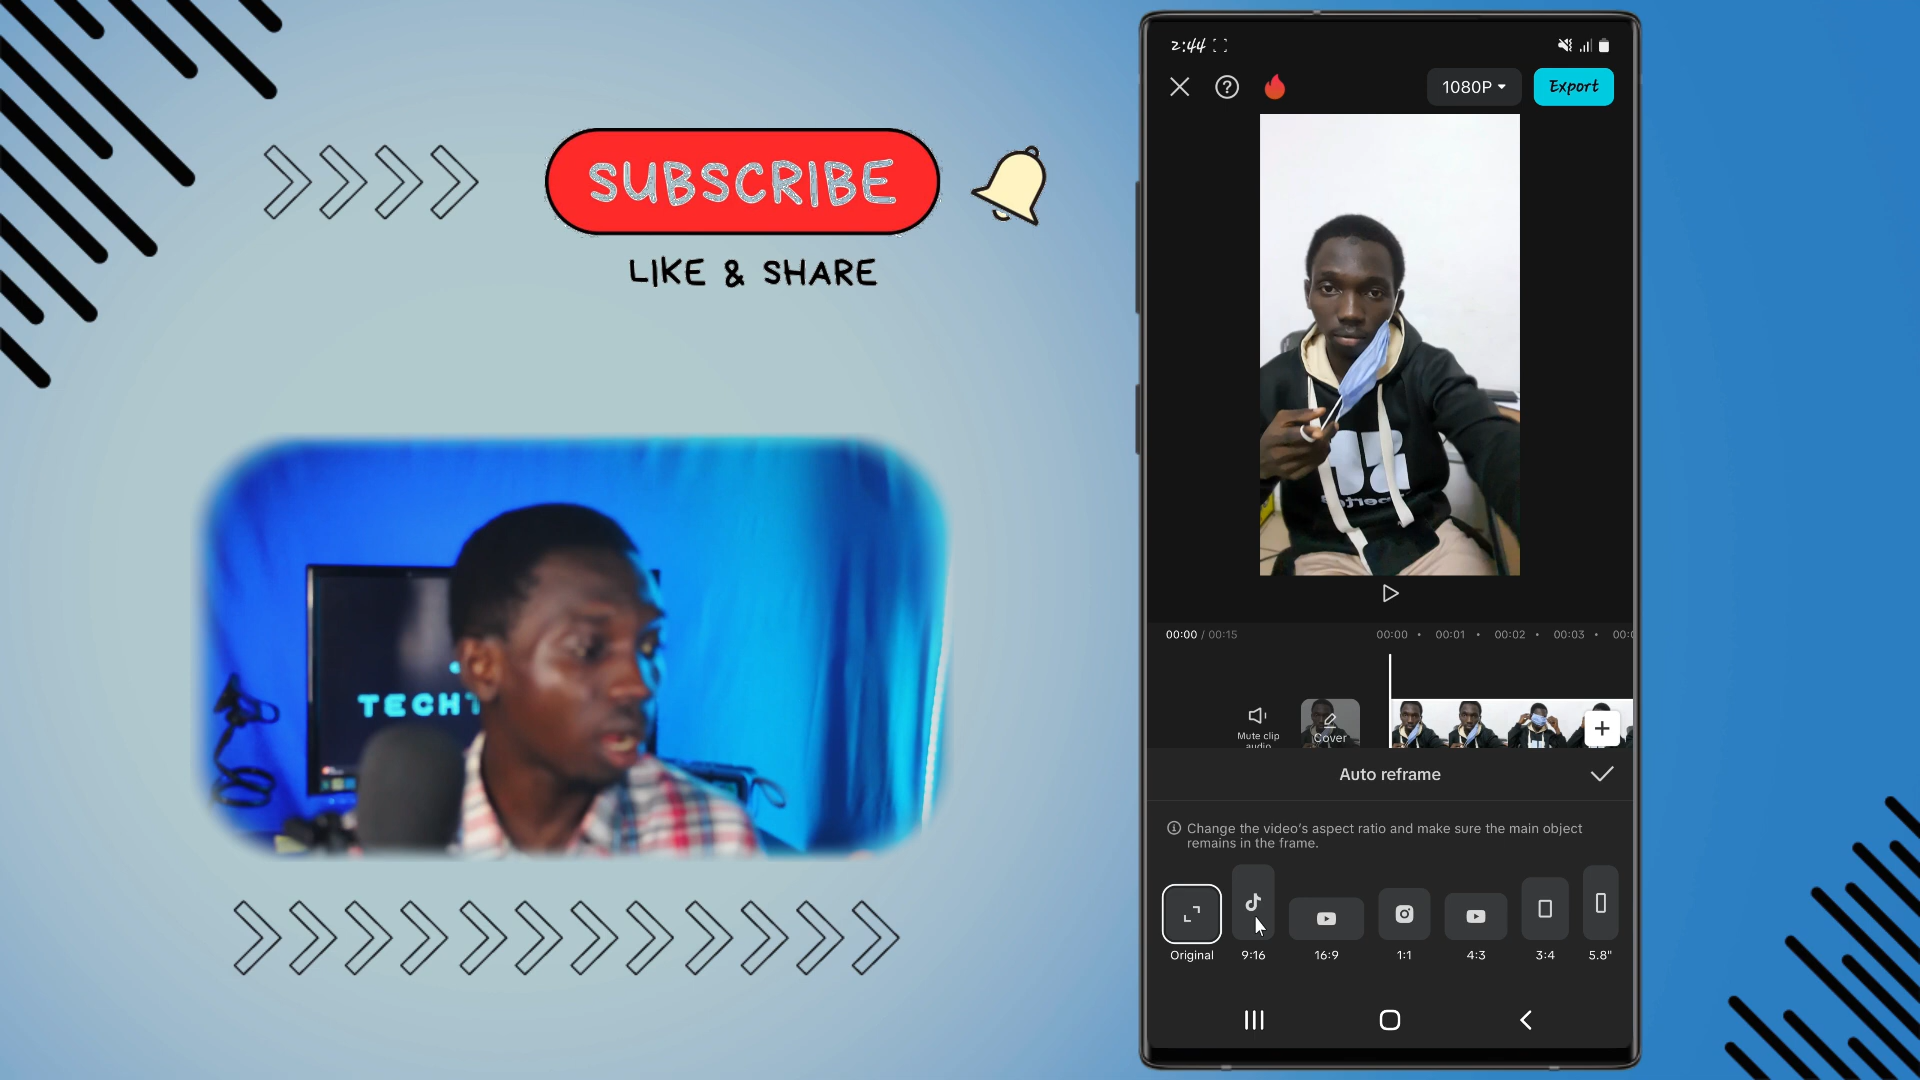 SUBSCRIBE
LIKE & SHARE
TECHT
2:44
1080P
Export
00:00 / 00:15
00:00
00:01
00:02
00:03
Mute clip
audio
Cover
Auto reframe
Change the video's aspect ratio and make sure the main object
remains in the frame.
Original
9:16
16:9
1:1
4:3
3:4
5.8"